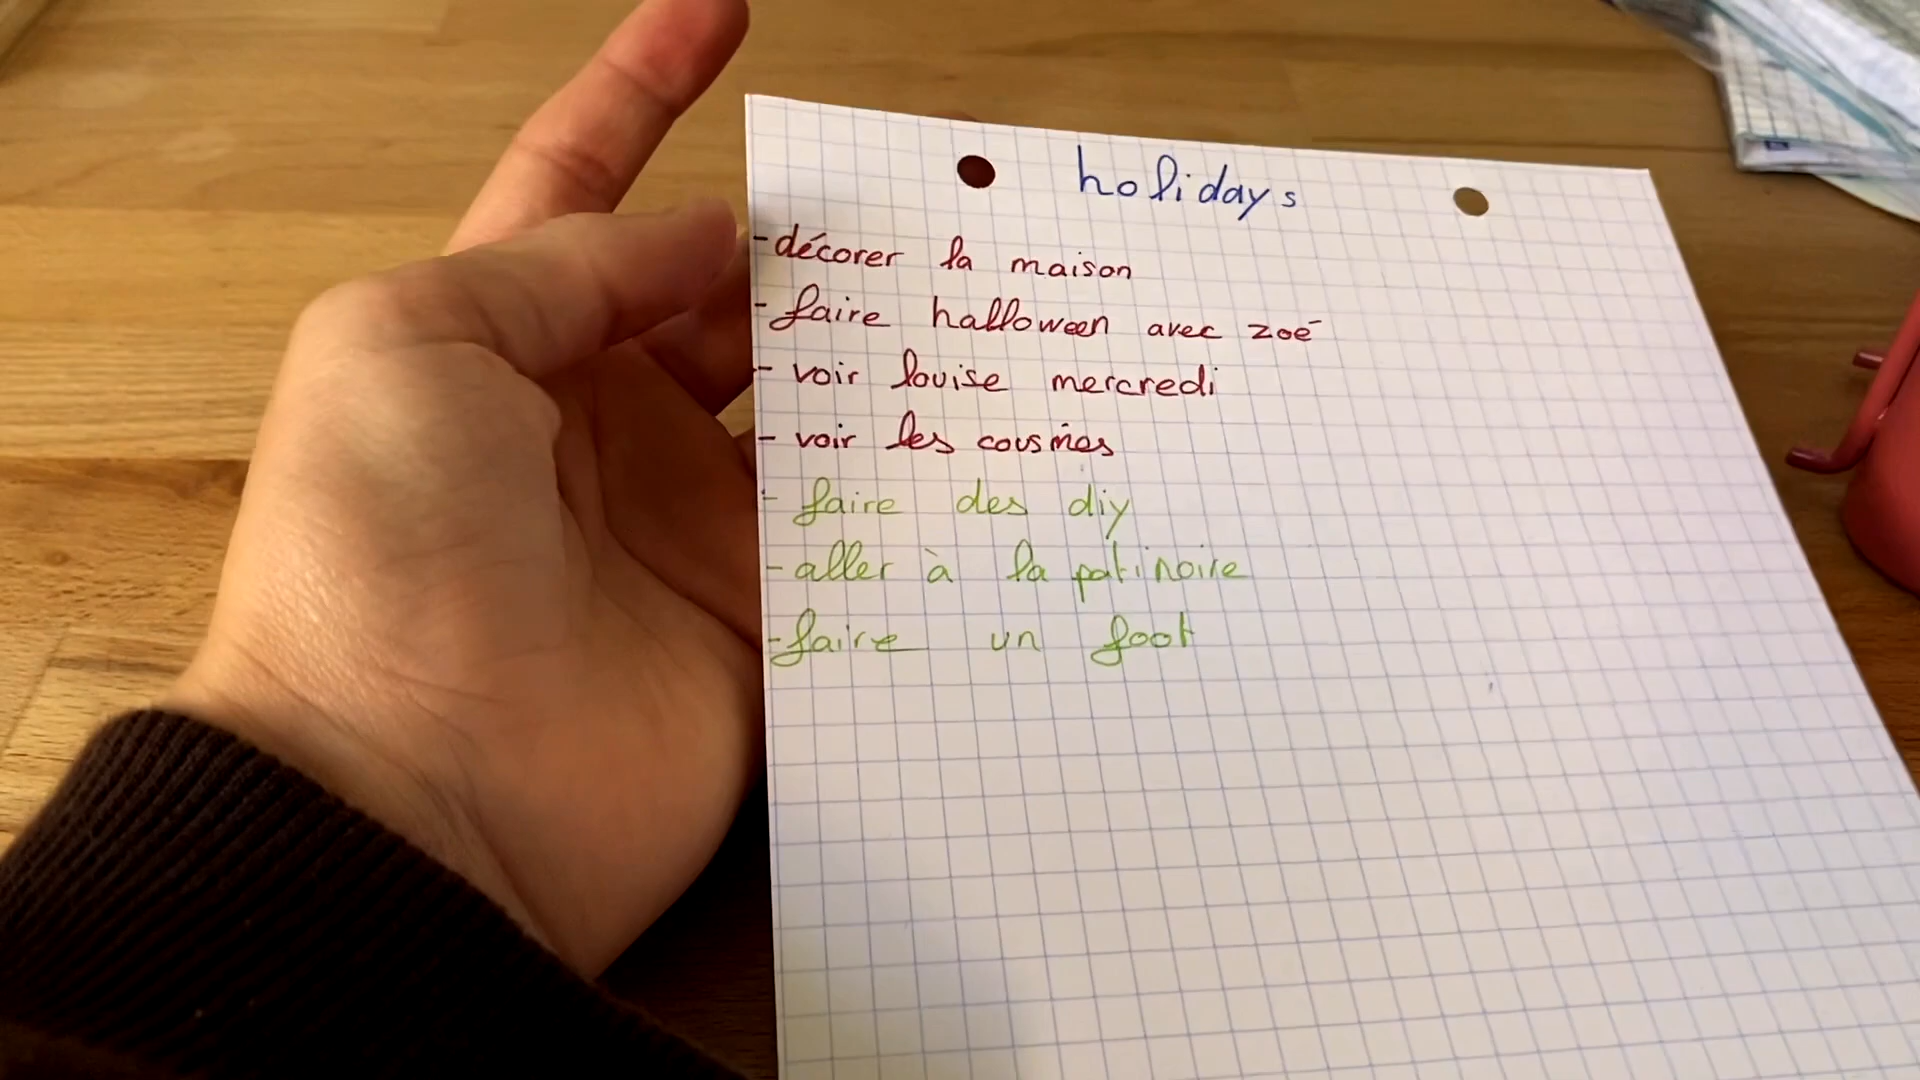 holidays
- décorer la maison
- faire halloween avec zoé
- voir louise mercredi
- voir les cousines
- faire des diy
- aller à la patinoire
- faire un foot